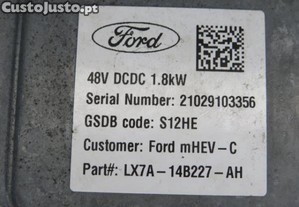 CustoJusto.pt
Ford
48V DCDC 1.8kW
Serial Number: 21029103356
GSDB code: S12HE
Customer: Ford mHEV-C
Part#: LX7A-14B227-AH